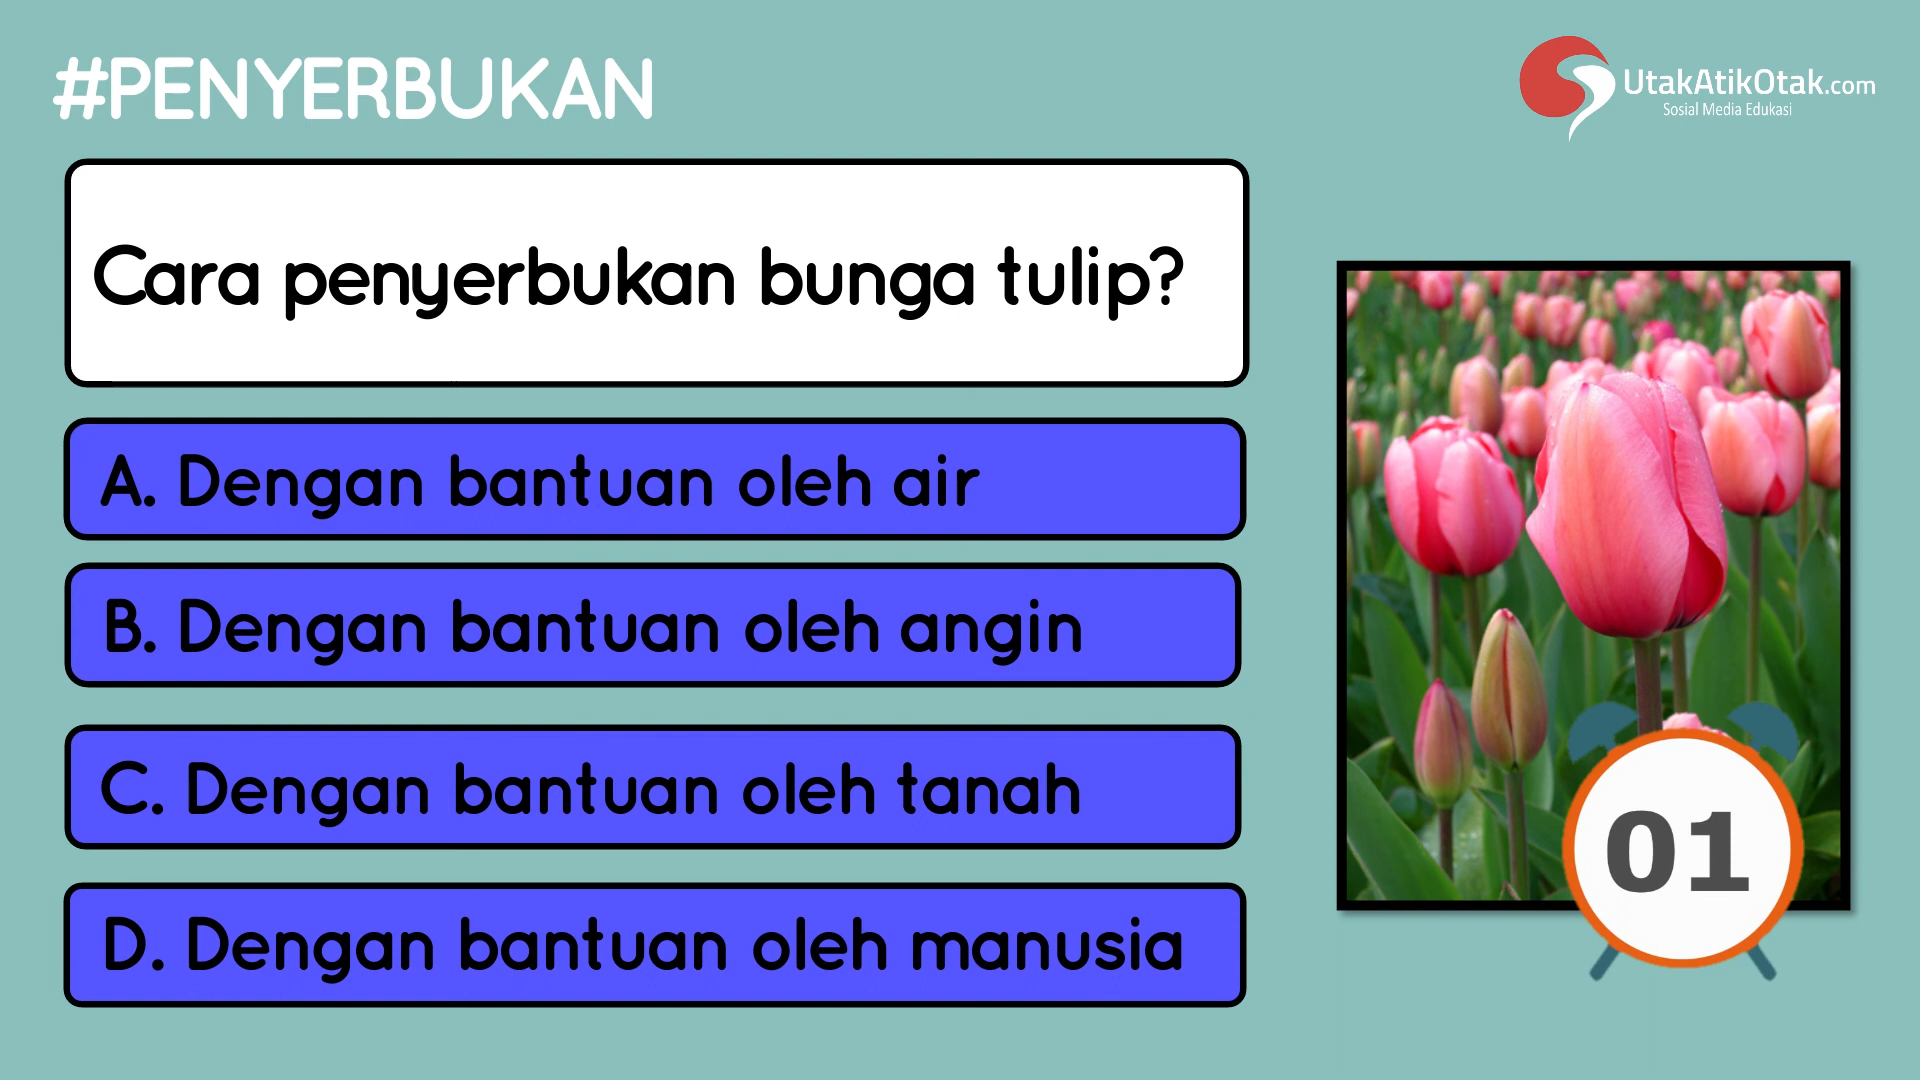 #PENYERBUKAN
UtakAtikOtak.com
Sosial Media Edukasi
Cara penyerbukan bunga tulip?
A. Dengan bantuan oleh air
B. Dengan bantuan oleh angin
C. Dengan bantuan oleh tanah
D. Dengan bantuan oleh manusia
01